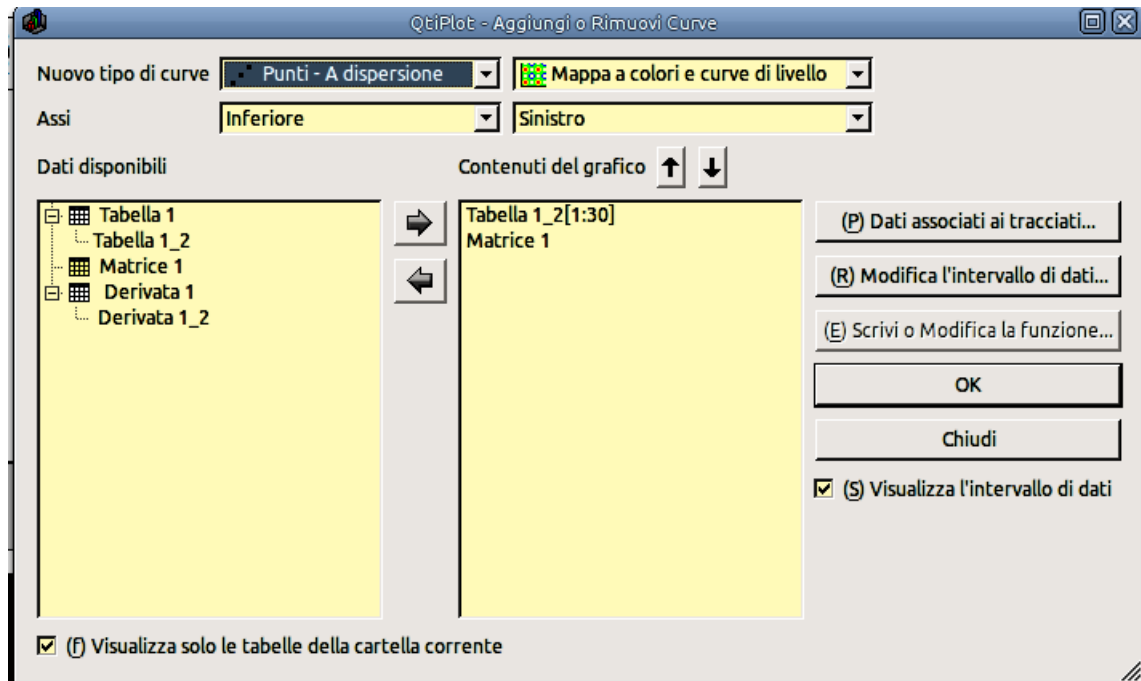 QtiPlot - Aggiungi o Rimuovi Curve
Nuovo tipo di curve Punti - A dispersione Mappa a colori e curve di livello
Assi Inferiore Sinistro
Dati disponibili
Contenuti del grafico
Tabella 1
Tabella 1_2
Matrice 1
Derivata 1
Derivata 1_2
Tabella 1_2[1:30]
Matrice 1
(P) Dati associati ai tracciati...
(R) Modifica l'intervallo di dati...
(E) Scrivi o Modifica la funzione...
OK
Chiudi
(S) Visualizza l'intervallo di dati
(f) Visualizza solo le tabelle della cartella corrente